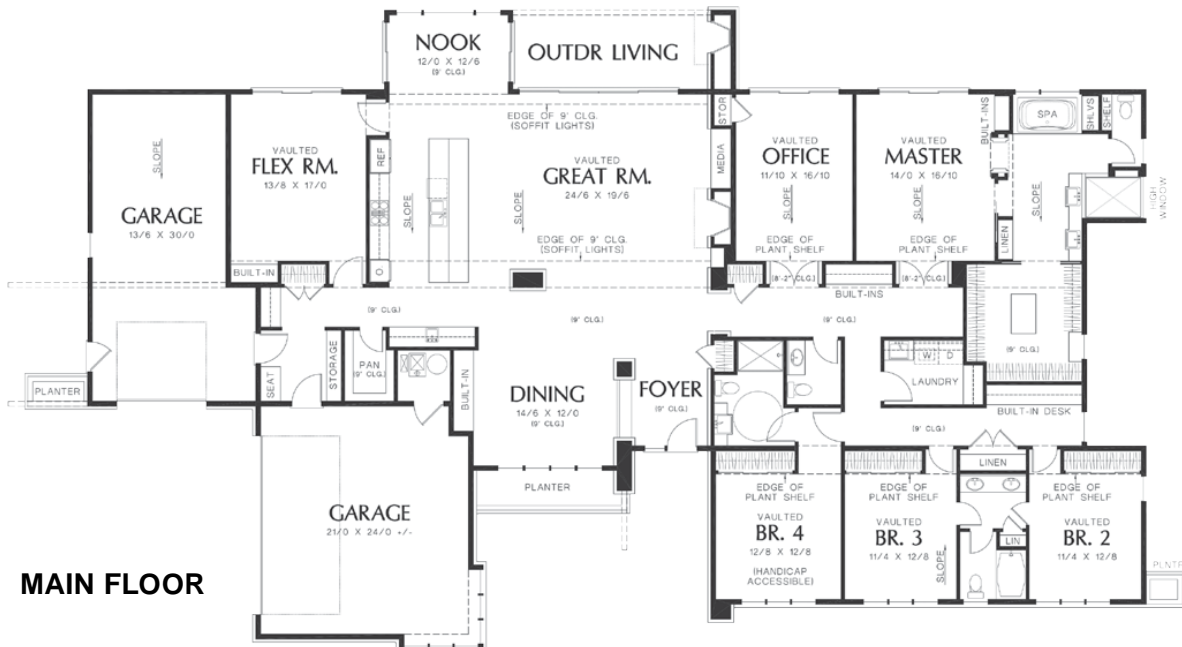 NOOK
12/0 X 12/6
(9' CLG.)
OUTDR LIVING
EDGE OF 9' CLG.
(SOFFIT LIGHTS)
STOR
BUILT-INS
SPA
SHLVS
SHELF
SLOPE
VAULTED
FLEX RM.
13/8 X 17/0
REF
VAULTED
GREAT RM.
24/6 X 19/6
MEDIA
VAULTED
OFFICE
11/10 X 16/10
VAULTED
MASTER
14/0 X 16/10
HIGH
WINDOW
GARAGE
13/6 X 30/0
SLOPE
SLOPE
SLOPE
SLOPE
SLOPE
LINEN
EDGE OF 9' CLG.
(SOFFIT LIGHTS)
EDGE OF
PLANT SHELF
EDGE OF
PLANT SHELF
BUILT-IN
(8'-2" CLG.)
(8'-2" CLG.)
BUILT-INS
(9' CLG.)
(9' CLG.)
(9' CLG.)
(9' CLG.)
PAN
(9' CLG.)
STORAGE
SEAT
BUILT-IN
DINING
14/6 X 12/0
(9' CLG.)
FOYER
(9' CLG.)
W D
LAUNDRY
PLANTER
BUILT-IN DESK
(9' CLG.)
LINEN
PLANTER
EDGE OF
PLANT SHELF
EDGE OF
PLANT SHELF
EDGE OF
PLANT SHELF
GARAGE
21/0 X 24/0 +/-
VAULTED
BR. 4
12/8 X 12/8
(HANDICAP
ACCESSIBLE)
VAULTED
BR. 3
11/4 X 12/8
SLOPE
LIN
VAULTED
BR. 2
11/4 X 12/8
PLNTR
MAIN FLOOR